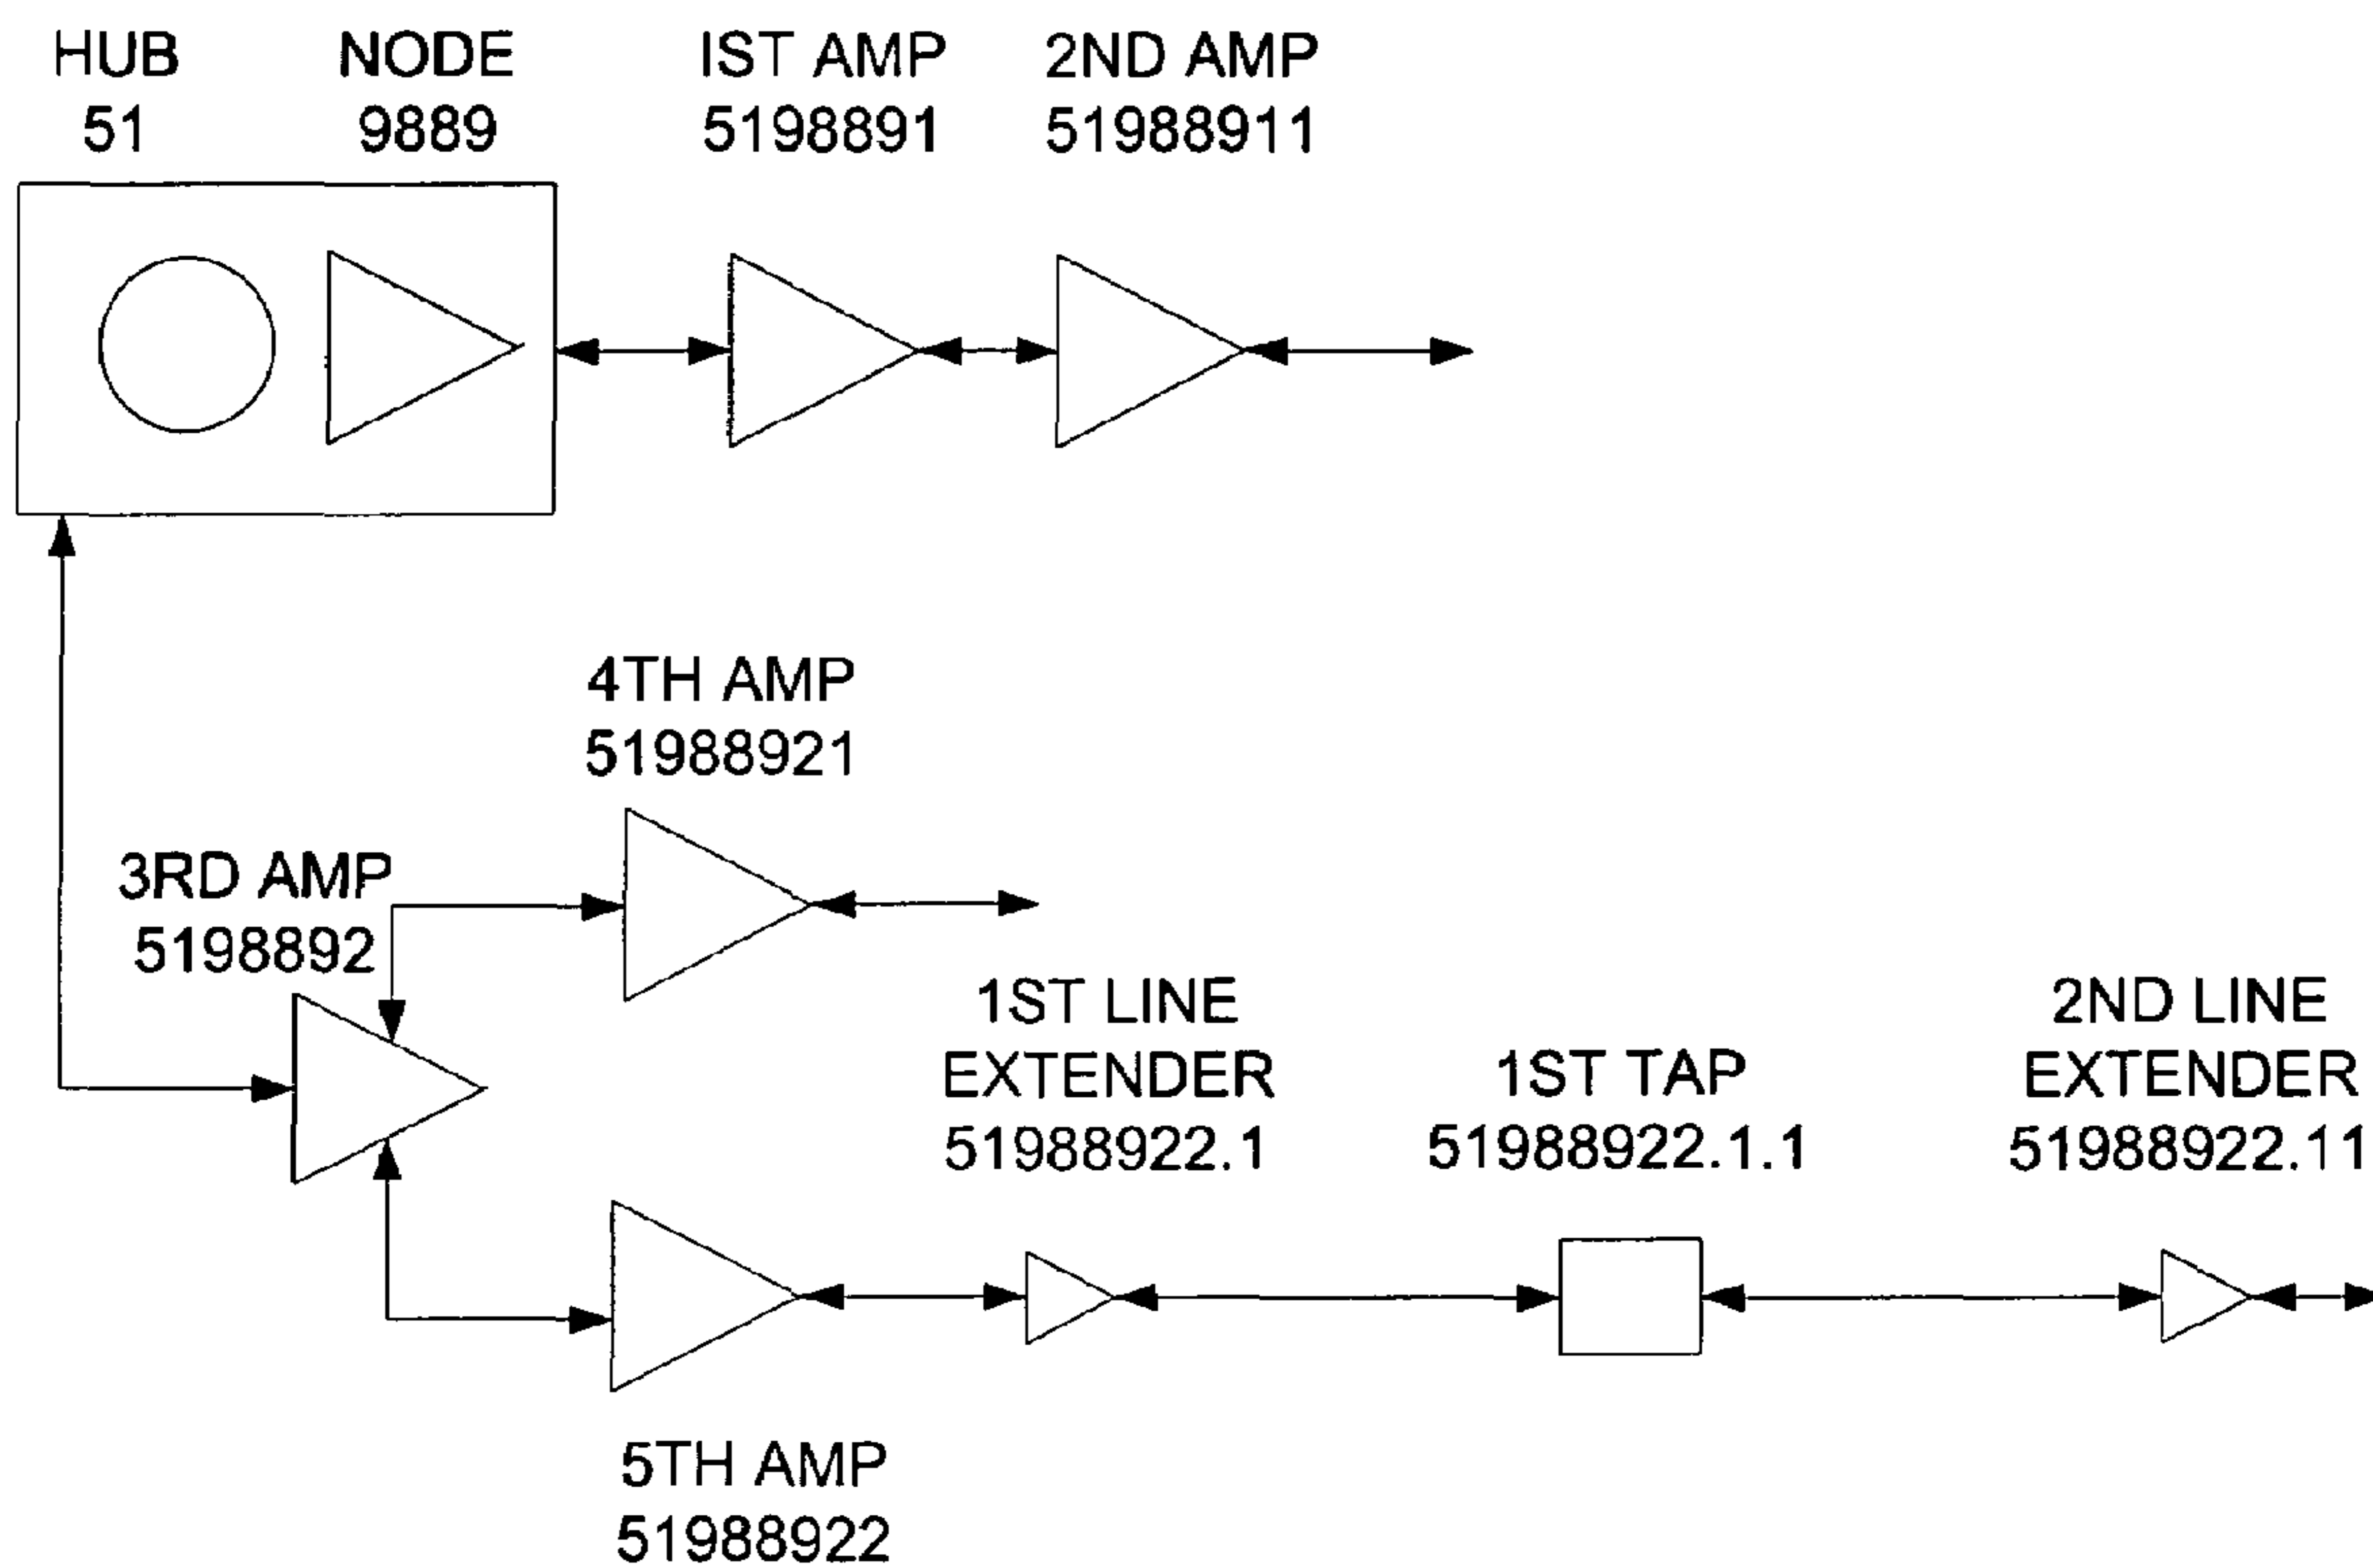 HUB
51
NODE
9889
IST AMP
5198891
2ND AMP
51988911
4TH AMP
51988921
3RD AMP
5198892
1ST LINE
EXTENDER
51988922.1
1ST TAP
51988922.1.1
2ND LINE
EXTENDER
51988922.11
5TH AMP
51988922